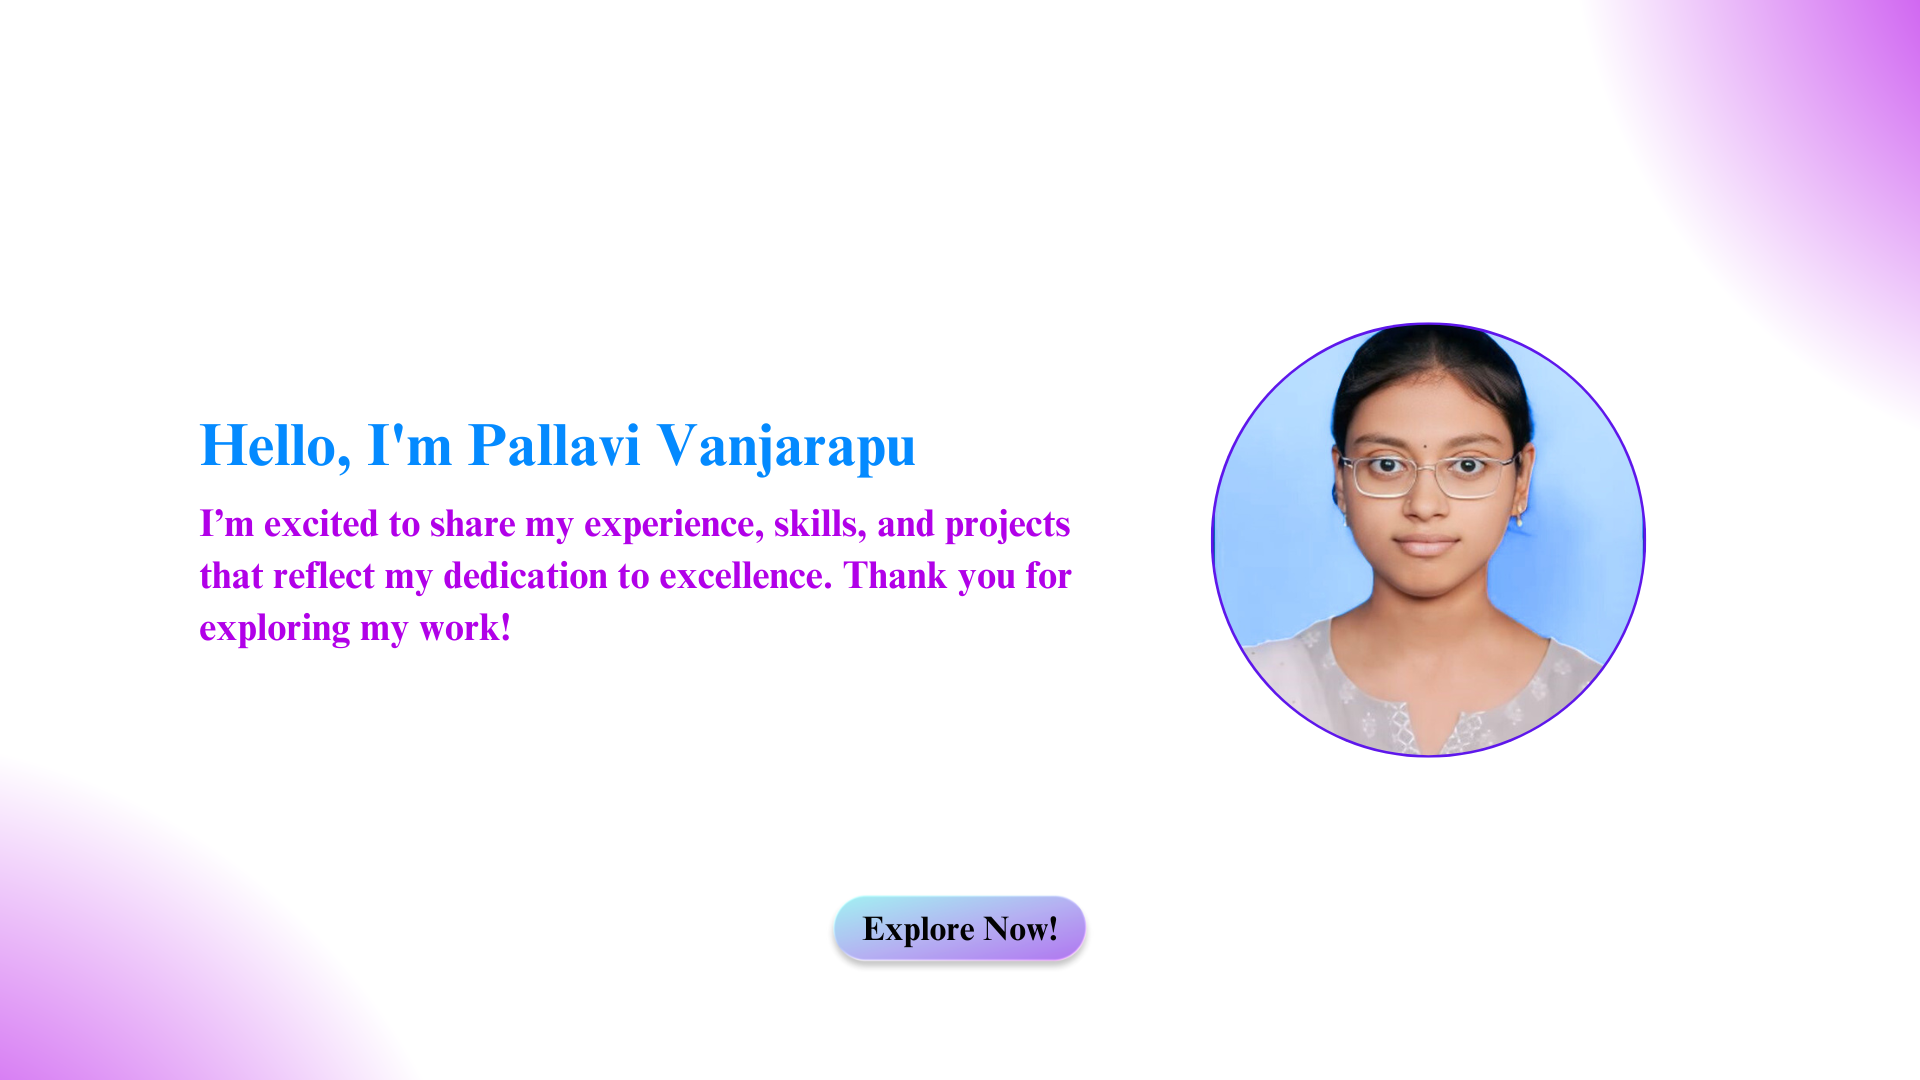 Hello, I'm Pallavi Vanjarapu
I’m excited to share my experience, skills, and projects
that reflect my dedication to excellence. Thank you for
exploring my work!
Explore Now!